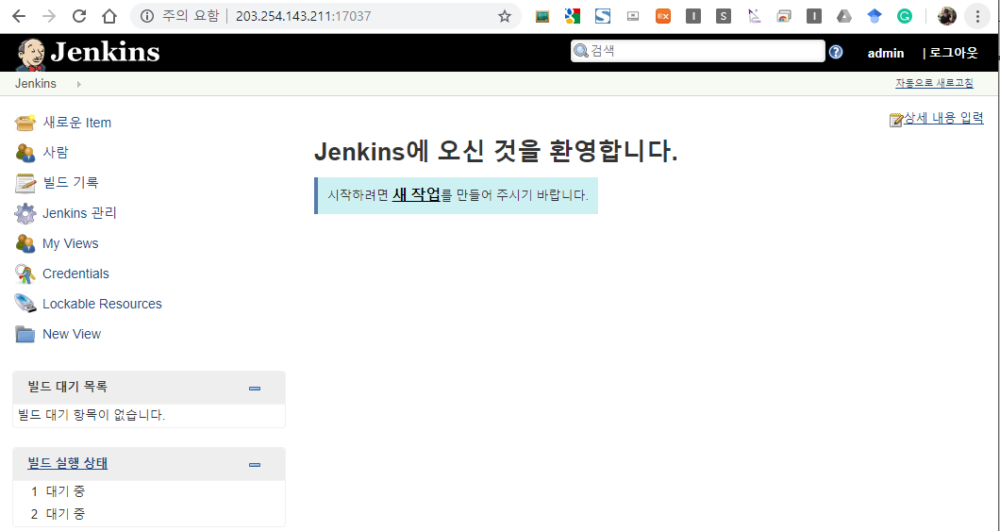 주의 요함 | 203.254.143.211:17037
Jenkins
검색
admin | 로그아웃
Jenkins
자동으로 새로고침
새로운 Item
사람
빌드 기록
Jenkins 관리
My Views
Credentials
Lockable Resources
New View
상세 내용 입력
Jenkins에 오신 것을 환영합니다.
시작하려면 새 작업를 만들어 주시기 바랍니다.
빌드 대기 목록
빌드 대기 항목이 없습니다.
빌드 실행 상태
1 대기 중
2 대기 중